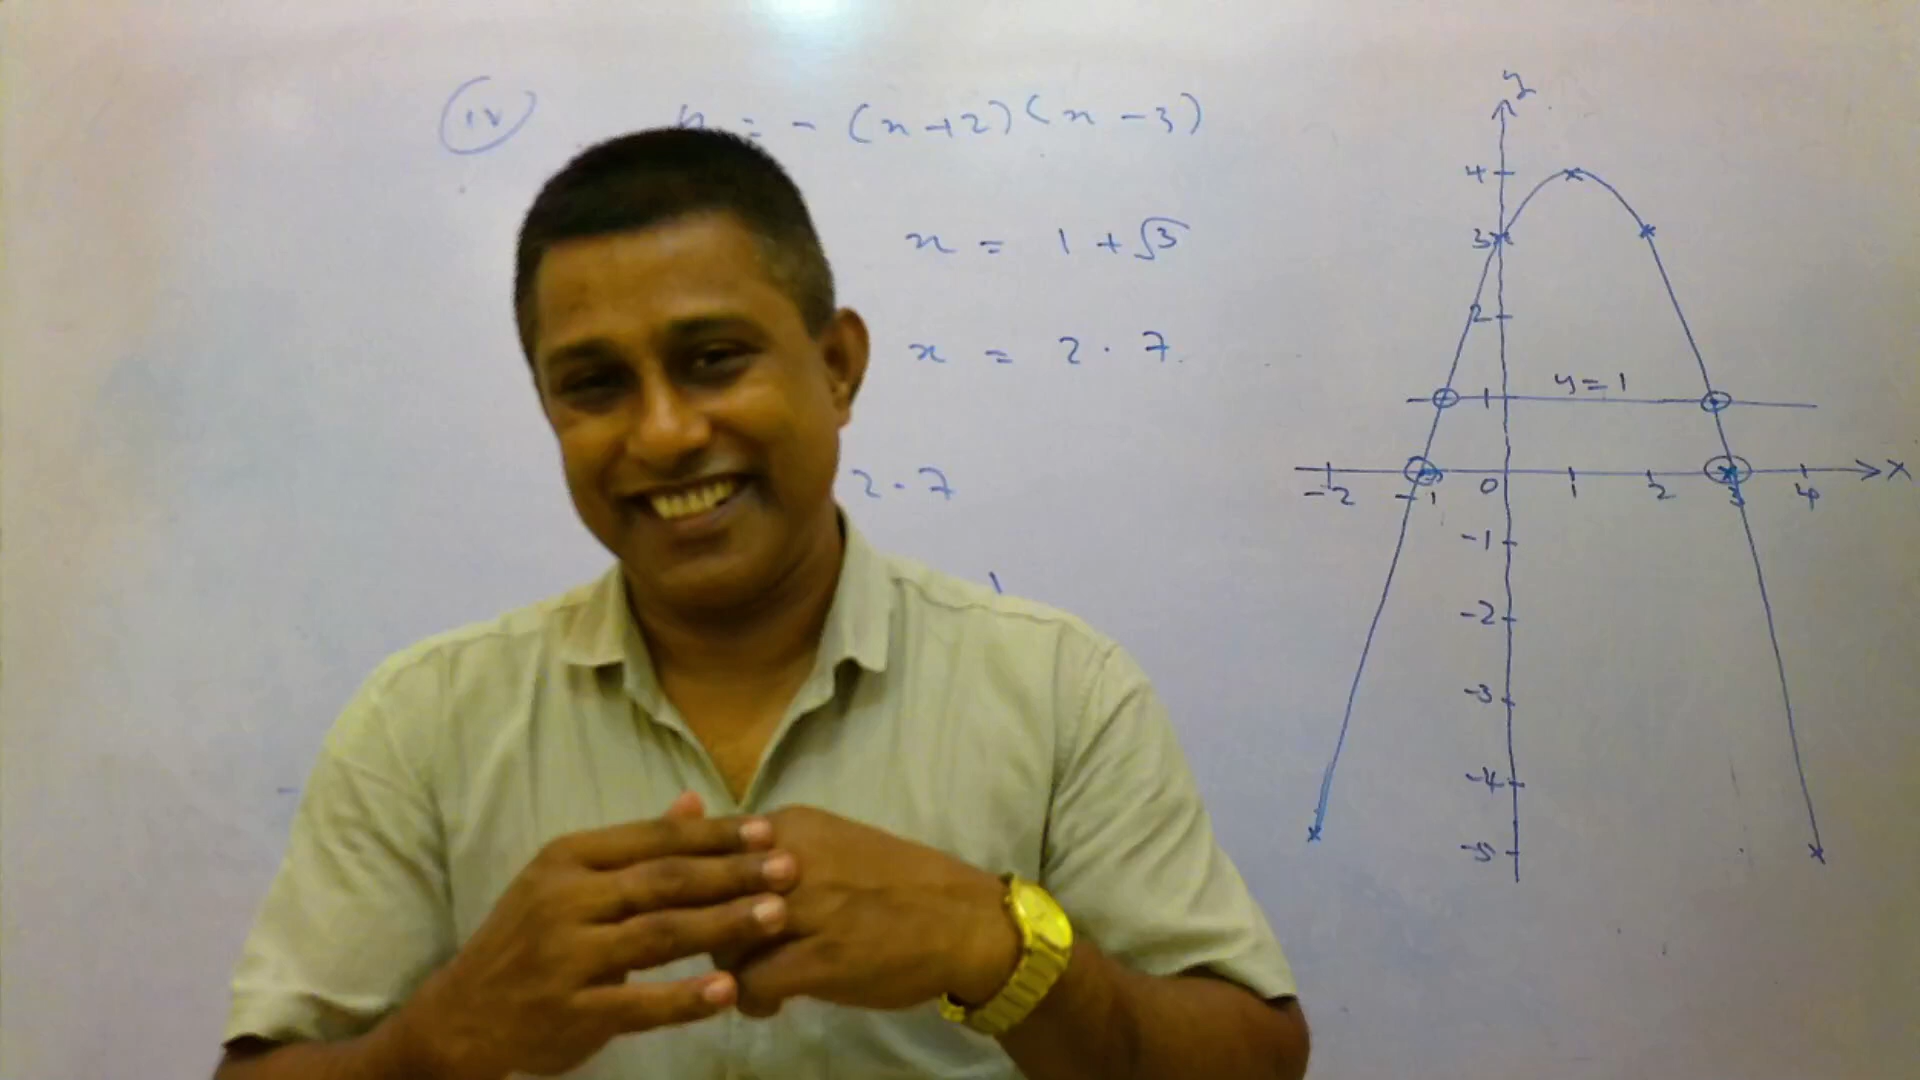 iv
y = - (x+2)(x-3)
x = 1 + √3
x = 2.7
2.7
y
4
3
2
1
y = 1
-2 -1 0 1 2 3 4 x
-1
-2
-3
-4
-5